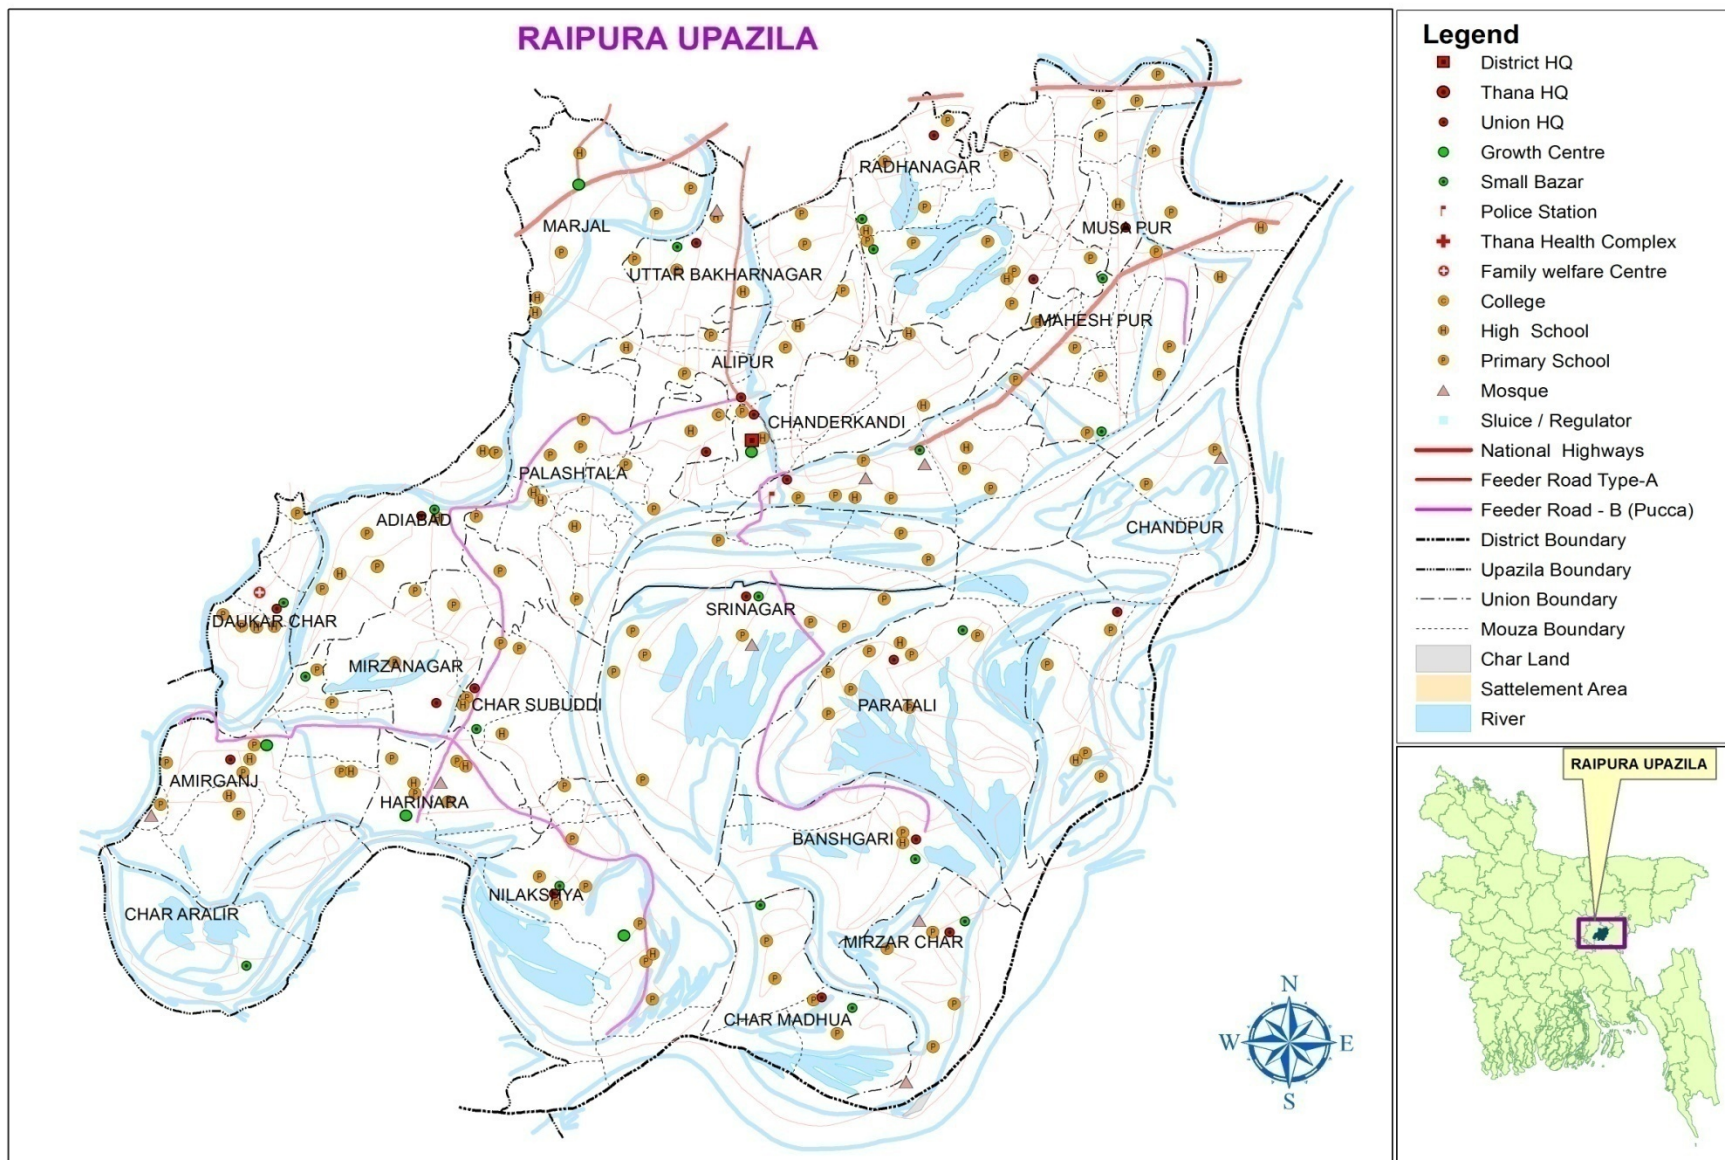 RAIPURA UPAZILA
RADHANAGAR
MARJAL
MUSA PUR
UTTAR BAKHARNAGAR
MAHESH PUR
ALIPUR
CHANDERKANDI
PALASHTALA
ADIABAD
CHANDPUR
SRINAGAR
DAUKAR CHAR
MIRZANAGAR
CHAR SUBUDDI
PARATALI
AMIRGANJ
HARINARA
BANSHGARI
NILAKSHYA
CHAR ARALIR
MIRZAR CHAR
CHAR MADHUA
N
W E
S
Legend
District HQ
Thana HQ
Union HQ
Growth Centre
Small Bazar
Police Station
Thana Health Complex
Family welfare Centre
C College
H High School
P Primary School
Mosque
Sluice / Regulator
National Highways
Feeder Road Type-A
Feeder Road - B (Pucca)
District Boundary
Upazila Boundary
Union Boundary
Mouza Boundary
Char Land
Sattelement Area
River
RAIPURA UPAZILA